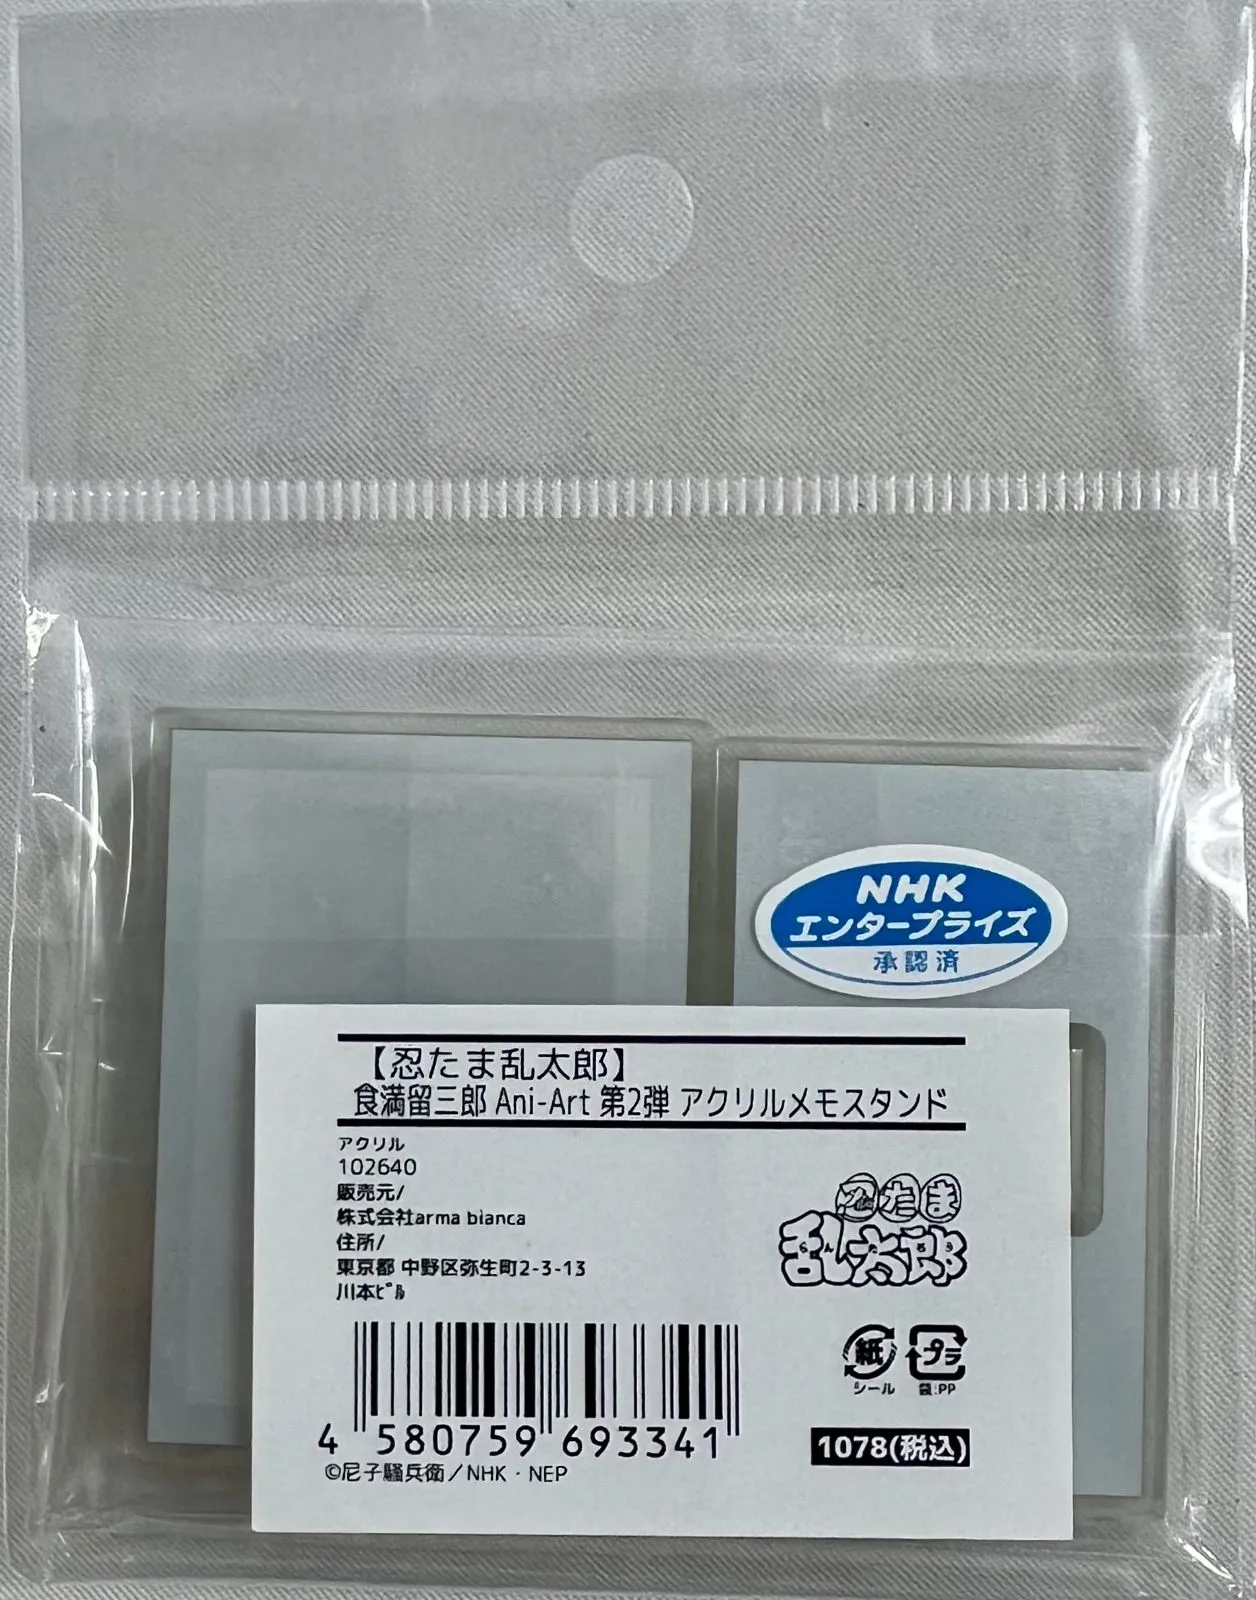 NHK
エンタープライズ
承認済
【忍たま乱太郎】
食満留三郎 Ani-Art 第2弾 アクリルメモスタンド
アクリル
102640
販売元/
株式会社arma bianca
住所/
東京都 中野区弥生町2-3-13
川本ﾋﾞﾙ
忍たま
乱太郎
らんたろう
紙
プラ
シール
袋:PP
4 580759 693341
1078(税込)
©尼子騒兵衛/NHK・NEP